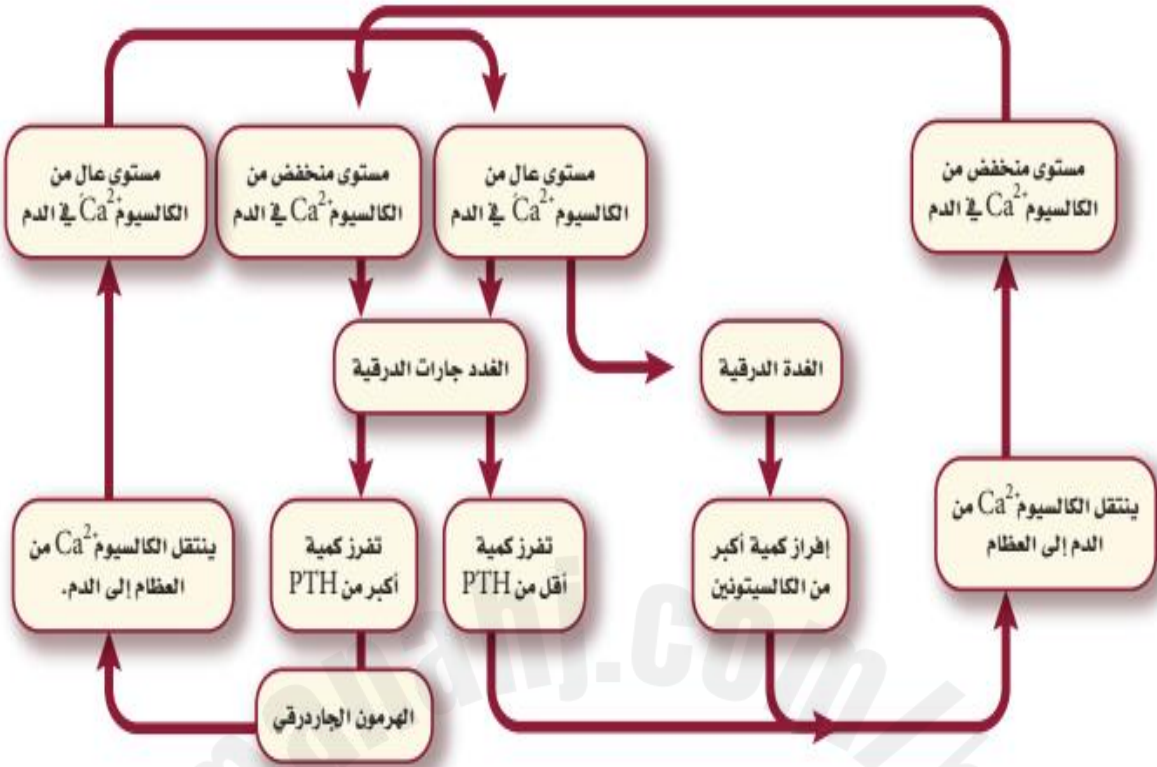 مستوى منخفض من
الكالسيوم Ca²⁺ في الدم
مستوى عال من
الكالسيوم Ca²⁺ في الدم
مستوى منخفض من
الكالسيوم Ca²⁺ في الدم
مستوى عال من
الكالسيوم Ca²⁺ في الدم
الغدة الدرقية
الغدد جارات الدرقية
ينتقل الكالسيوم Ca²⁺ من
الدم إلى العظام
إفراز كمية أكبر
من الكالسيتونين
تفرز كمية
أقل من PTH
تفرز كمية
أكبر من PTH
ينتقل الكالسيوم Ca²⁺ من
العظام إلى الدم.
الهرمون الجاردرقي